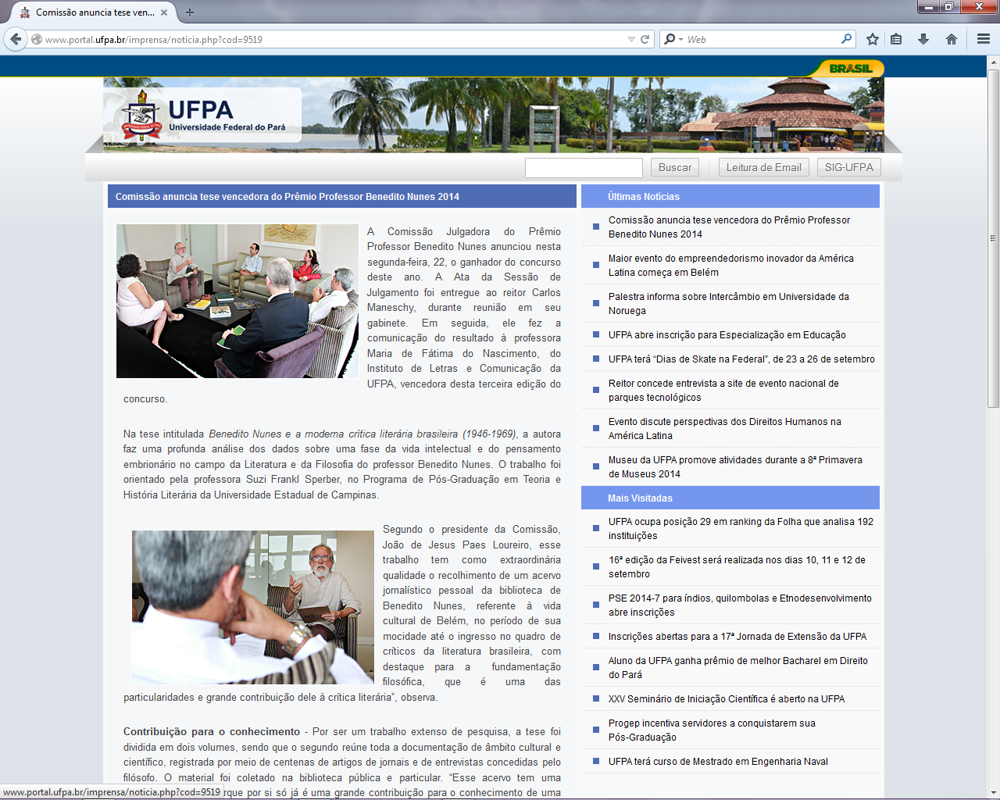 Comissão anuncia tese ven...
www.portal.ufpa.br/imprensa/noticia.php?cod=9519
Web
BRASIL
UFPA
Universidade Federal do Pará
Buscar
Leitura de Email
SIG-UFPA
Comissão anuncia tese vencedora do Prêmio Professor Benedito Nunes 2014
A Comissão Julgadora do Prêmio
Professor Benedito Nunes anunciou nesta
segunda-feira, 22, o ganhador do concurso
deste ano. A Ata da Sessão de
Julgamento foi entregue ao reitor Carlos
Maneschy, durante reunião em seu
gabinete. Em seguida, ele fez a
comunicação do resultado à professora
Maria de Fátima do Nascimento, do
Instituto de Letras e Comunicação da
UFPA, vencedora desta terceira edição do
concurso.
Na tese intitulada Benedito Nunes e a moderna crítica literária brasileira (1946-1969), a autora
faz uma profunda análise dos dados sobre uma fase da vida intelectual e do pensamento
embrionário no campo da Literatura e da Filosofia do professor Benedito Nunes. O trabalho foi
orientado pela professora Suzi Frankl Sperber, no Programa de Pós-Graduação em Teoria e
História Literária da Universidade Estadual de Campinas.
Segundo o presidente da Comissão,
João de Jesus Paes Loureiro, esse
trabalho tem como extraordinária
qualidade o recolhimento de um acervo
jornalístico pessoal da biblioteca de
Benedito Nunes, referente à vida
cultural de Belém, no período de sua
mocidade até o ingresso no quadro de
críticos da literatura brasileira, com
destaque para a fundamentação
filosófica, que é uma das
particularidades e grande contribuição dele à crítica literária”, observa.
Contribuição para o conhecimento - Por ser um trabalho extenso de pesquisa, a tese foi
dividida em dois volumes, sendo que o segundo reúne toda a documentação de âmbito cultural e
científico, registrada por meio de centenas de artigos de jornais e de entrevistas concedidas pelo
filósofo. O material foi coletado na biblioteca pública e particular. “Esse acervo tem uma
rque por si só já é uma grande contribuição para o conhecimento de uma
www.portal.ufpa.br/imprensa/noticia.php?cod=9519
Últimas Notícias
Comissão anuncia tese vencedora do Prêmio Professor
Benedito Nunes 2014
Maior evento do empreendedorismo inovador da América
Latina começa em Belém
Palestra informa sobre Intercâmbio em Universidade da
Noruega
UFPA abre inscrição para Especialização em Educação
UFPA terá “Dias de Skate na Federal”, de 23 a 26 de setembro
Reitor concede entrevista a site de evento nacional de
parques tecnológicos
Evento discute perspectivas dos Direitos Humanos na
América Latina
Museu da UFPA promove atividades durante a 8ª Primavera
de Museus 2014
Mais Visitadas
UFPA ocupa posição 29 em ranking da Folha que analisa 192
instituições
16ª edição da Feivest será realizada nos dias 10, 11 e 12 de
setembro
PSE 2014-7 para índios, quilombolas e Etnodesenvolvimento
abre inscrições
Inscrições abertas para a 17ª Jornada de Extensão da UFPA
Aluno da UFPA ganha prêmio de melhor Bacharel em Direito
do Pará
XXV Seminário de Iniciação Científica é aberto na UFPA
Progep incentiva servidores a conquistarem sua
Pós-Graduação
UFPA terá curso de Mestrado em Engenharia Naval